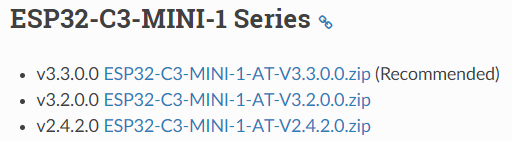 ESP32-C3-MINI-1 Series
v3.3.0.0 ESP32-C3-MINI-1-AT-V3.3.0.0.zip (Recommended)
v3.2.0.0 ESP32-C3-MINI-1-AT-V3.2.0.0.zip
v2.4.2.0 ESP32-C3-MINI-1-AT-V2.4.2.0.zip